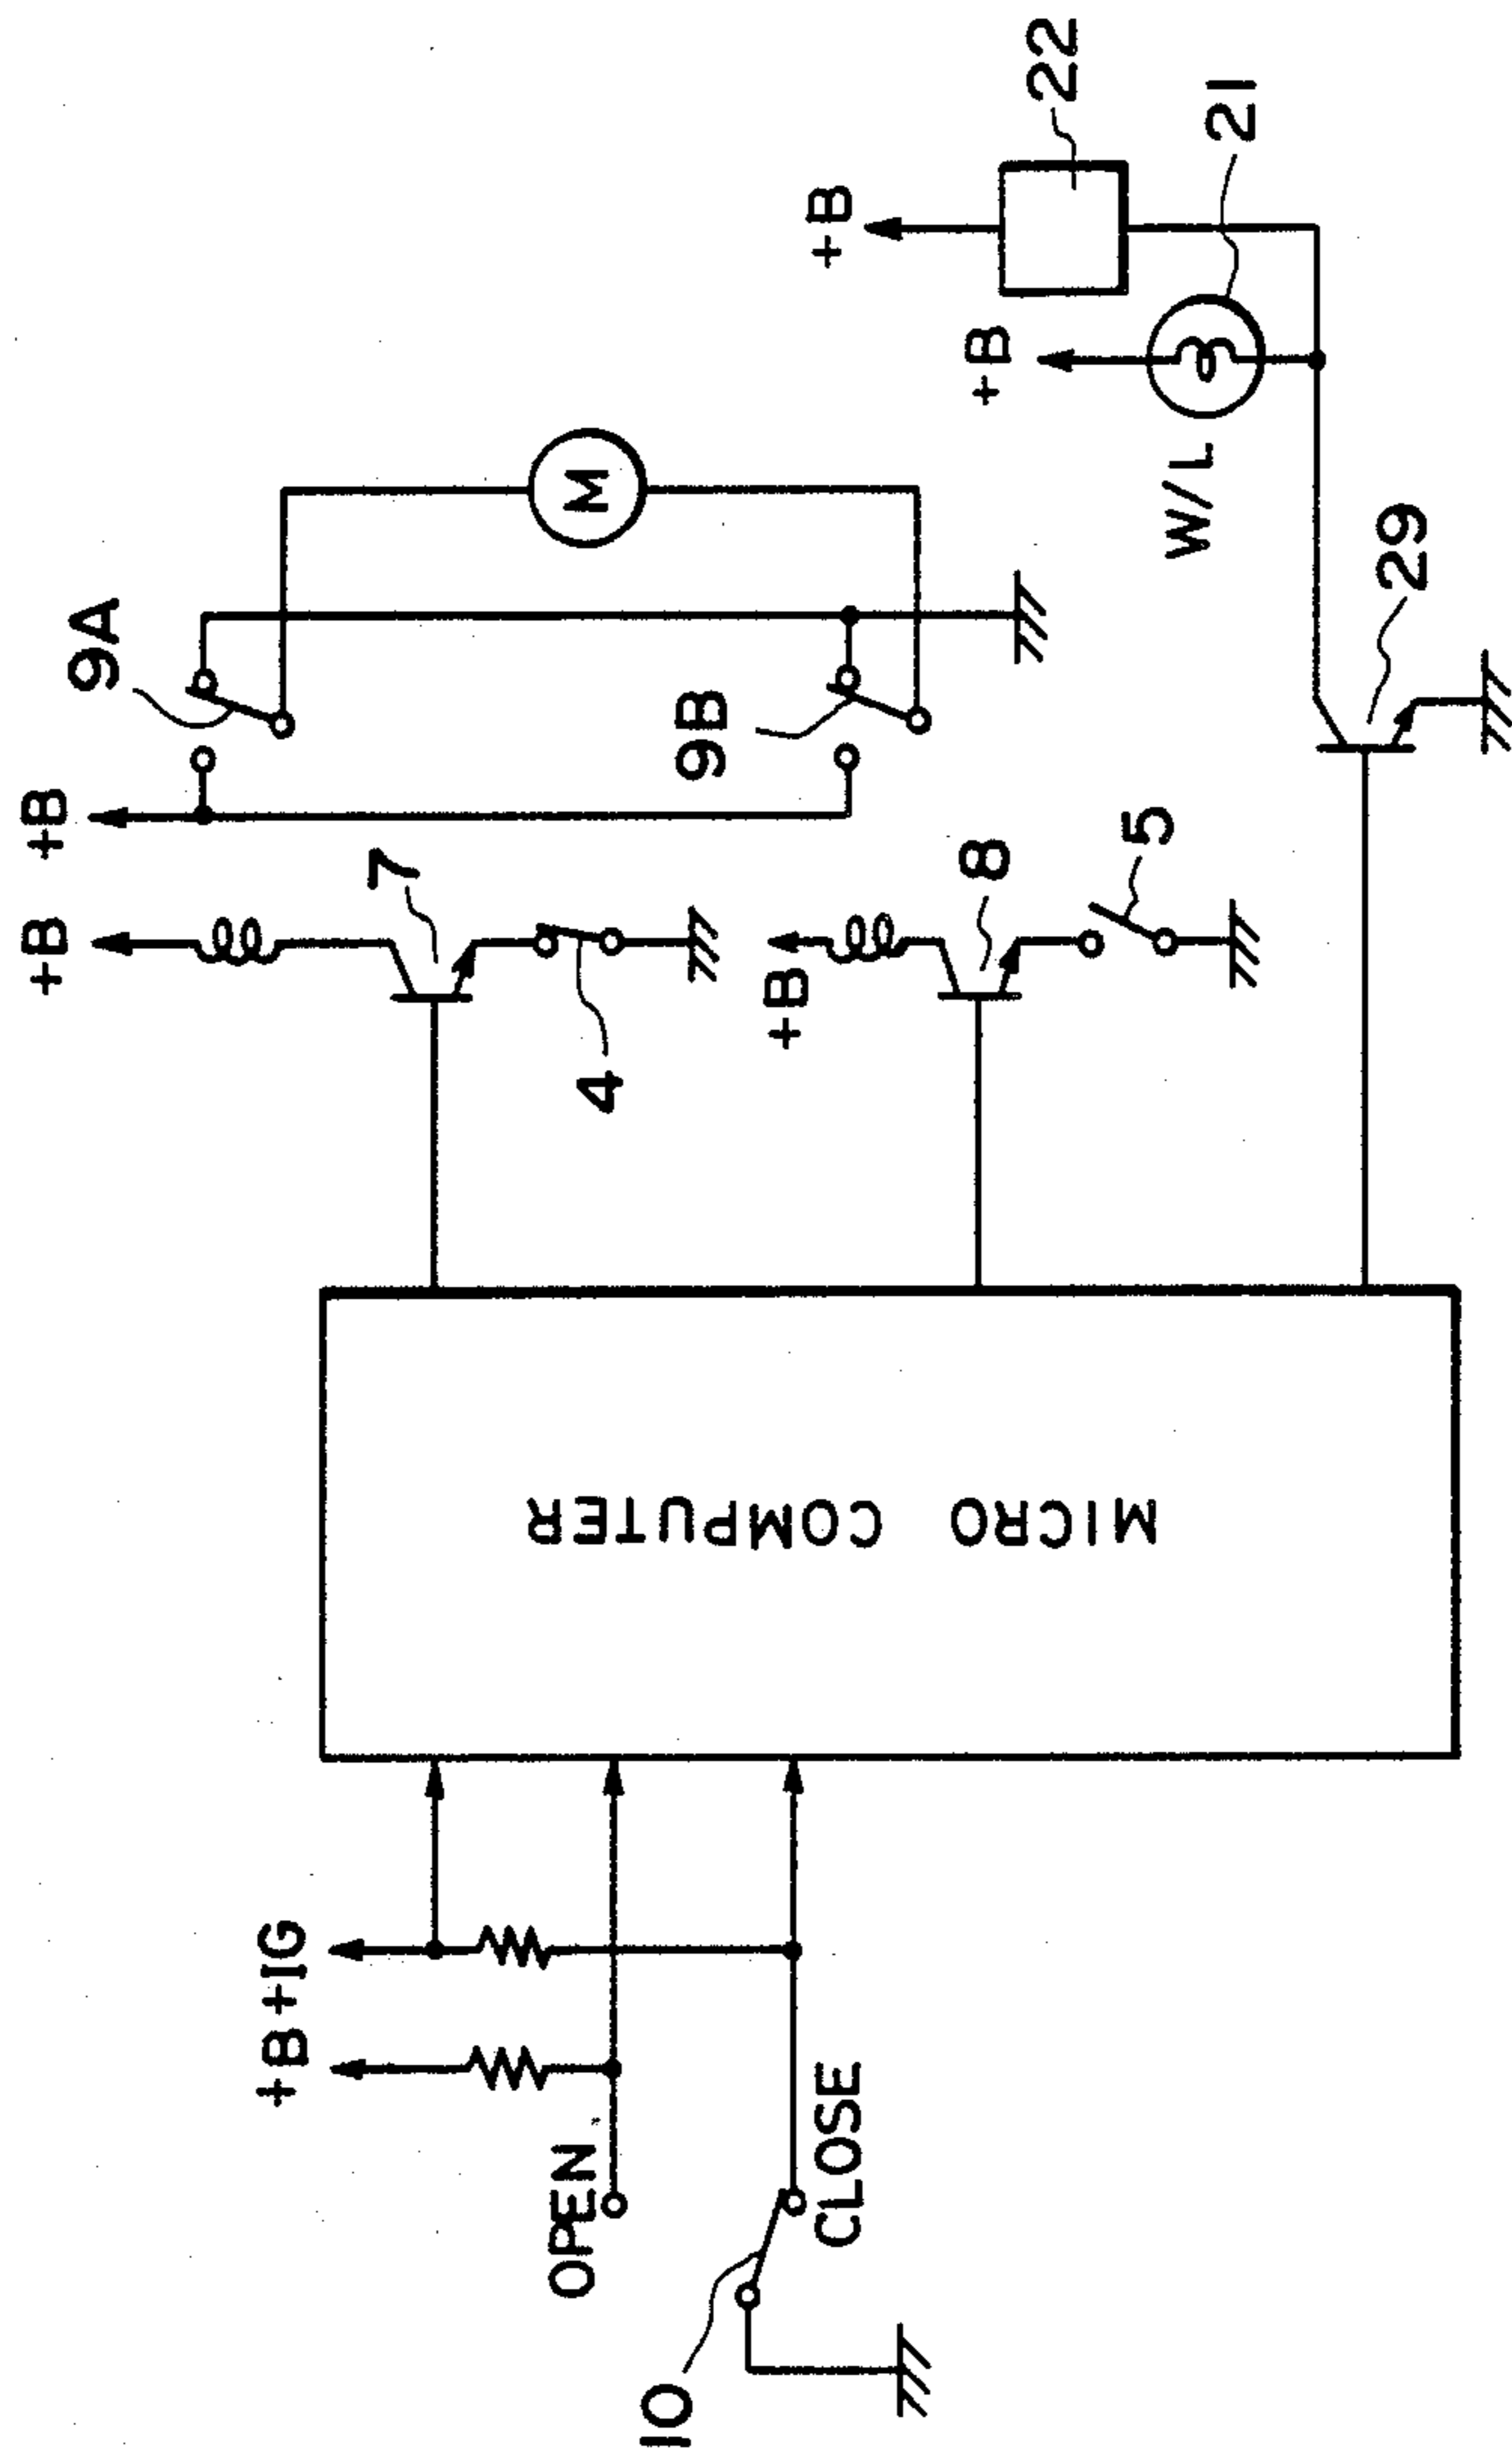 +B
+B
9A
7
9B
M
4
+B
8
5
+B
+B
22
W/L
21
29
MICRO COMPUTER
+B
+IG
OPEN
CLOSE
10